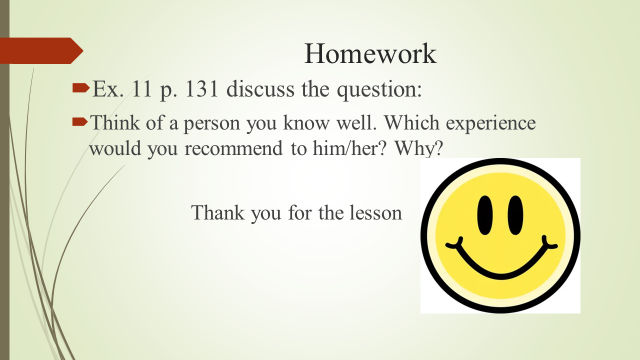 Homework
Ex. 11 p. 131 discuss the question:
Think of a person you know well. Which experience
would you recommend to him/her? Why?
Thank you for the lesson